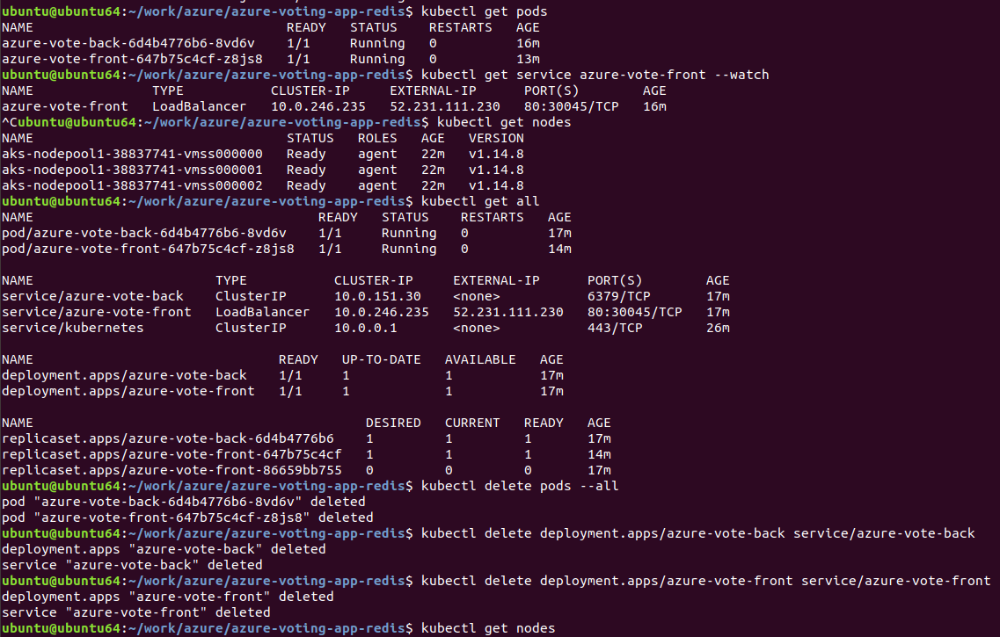 ubuntu@ubuntu64:~/work/azure/azure-voting-app-redis$ kubectl get pods
NAME READY STATUS RESTARTS AGE
azure-vote-back-6d4b4776b6-8vd6v 1/1 Running 0 16m
azure-vote-front-647b75c4cf-z8js8 1/1 Running 0 13m
ubuntu@ubuntu64:~/work/azure/azure-voting-app-redis$ kubectl get service azure-vote-front --watch
NAME TYPE CLUSTER-IP EXTERNAL-IP PORT(S) AGE
azure-vote-front LoadBalancer 10.0.246.235 52.231.111.230 80:30045/TCP 16m
^Cubuntu@ubuntu64:~/work/azure/azure-voting-app-redis$ kubectl get nodes
NAME STATUS ROLES AGE VERSION
aks-nodepool1-38837741-vmss000000 Ready agent 22m v1.14.8
aks-nodepool1-38837741-vmss000001 Ready agent 22m v1.14.8
aks-nodepool1-38837741-vmss000002 Ready agent 22m v1.14.8
ubuntu@ubuntu64:~/work/azure/azure-voting-app-redis$ kubectl get all
NAME READY STATUS RESTARTS AGE
pod/azure-vote-back-6d4b4776b6-8vd6v 1/1 Running 0 17m
pod/azure-vote-front-647b75c4cf-z8js8 1/1 Running 0 14m
NAME TYPE CLUSTER-IP EXTERNAL-IP PORT(S) AGE
service/azure-vote-back ClusterIP 10.0.151.30 <none> 6379/TCP 17m
service/azure-vote-front LoadBalancer 10.0.246.235 52.231.111.230 80:30045/TCP 17m
service/kubernetes ClusterIP 10.0.0.1 <none> 443/TCP 26m
NAME READY UP-TO-DATE AVAILABLE AGE
deployment.apps/azure-vote-back 1/1 1 1 17m
deployment.apps/azure-vote-front 1/1 1 1 17m
NAME DESIRED CURRENT READY AGE
replicaset.apps/azure-vote-back-6d4b4776b6 1 1 1 17m
replicaset.apps/azure-vote-front-647b75c4cf 1 1 1 14m
replicaset.apps/azure-vote-front-86659bb755 0 0 0 17m
ubuntu@ubuntu64:~/work/azure/azure-voting-app-redis$ kubectl delete pods --all
pod "azure-vote-back-6d4b4776b6-8vd6v" deleted
pod "azure-vote-front-647b75c4cf-z8js8" deleted
ubuntu@ubuntu64:~/work/azure/azure-voting-app-redis$ kubectl delete deployment.apps/azure-vote-back service/azure-vote-back
deployment.apps "azure-vote-back" deleted
service "azure-vote-back" deleted
ubuntu@ubuntu64:~/work/azure/azure-voting-app-redis$ kubectl delete deployment.apps/azure-vote-front service/azure-vote-front
deployment.apps "azure-vote-front" deleted
service "azure-vote-front" deleted
ubuntu@ubuntu64:~/work/azure/azure-voting-app-redis$ kubectl get nodes